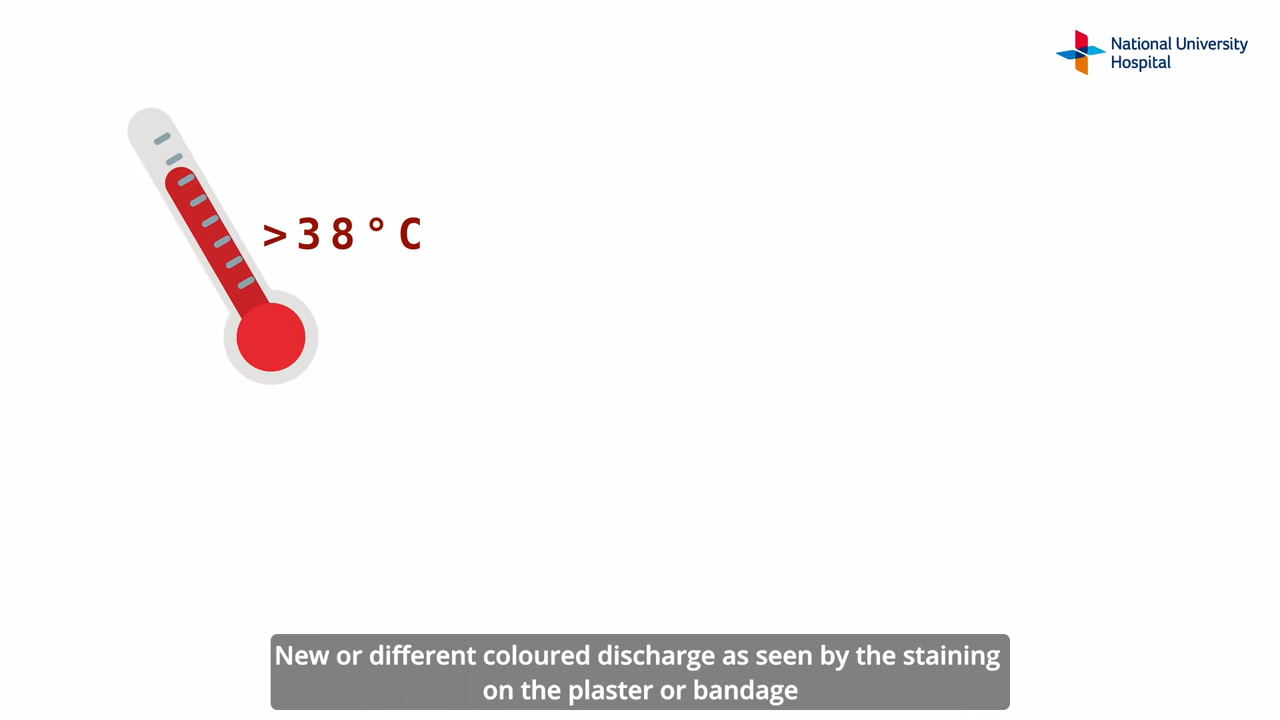 National University
Hospital
>38°C
New or different coloured discharge as seen by the staining
on the plaster or bandage